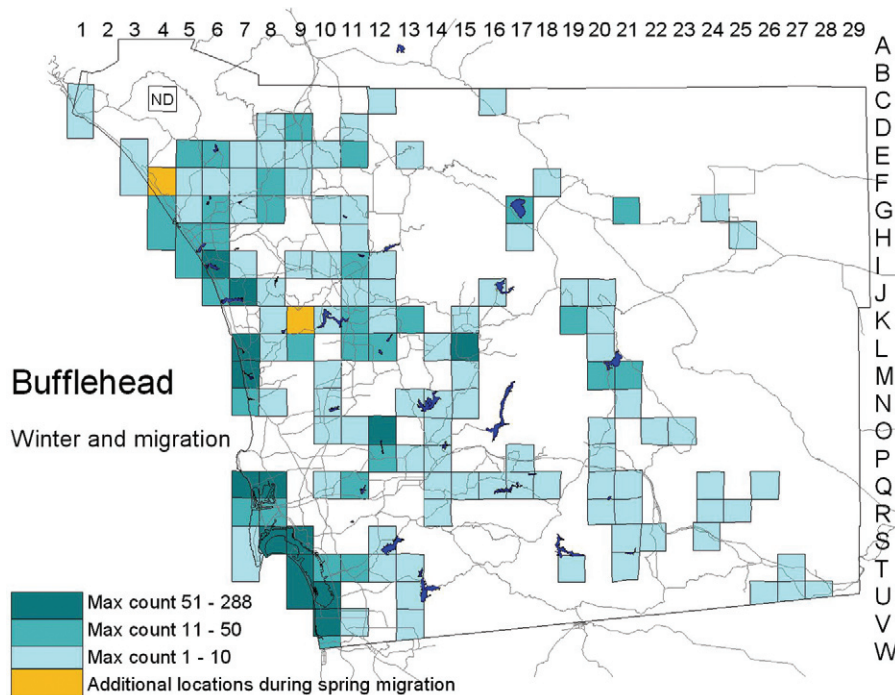 1 2 3 4 5 6 7 8 9 10 11 12 13 14 15 16 17 18 19 20 21 22 23 24 25 26 27 28 29
A
B
C
D
E
F
G
H
I
J
K
L
M
N
O
P
Q
R
S
T
U
V
W
ND
Bufflehead
Winter and migration
Max count 51 - 288
Max count 11 - 50
Max count 1 - 10
Additional locations during spring migration